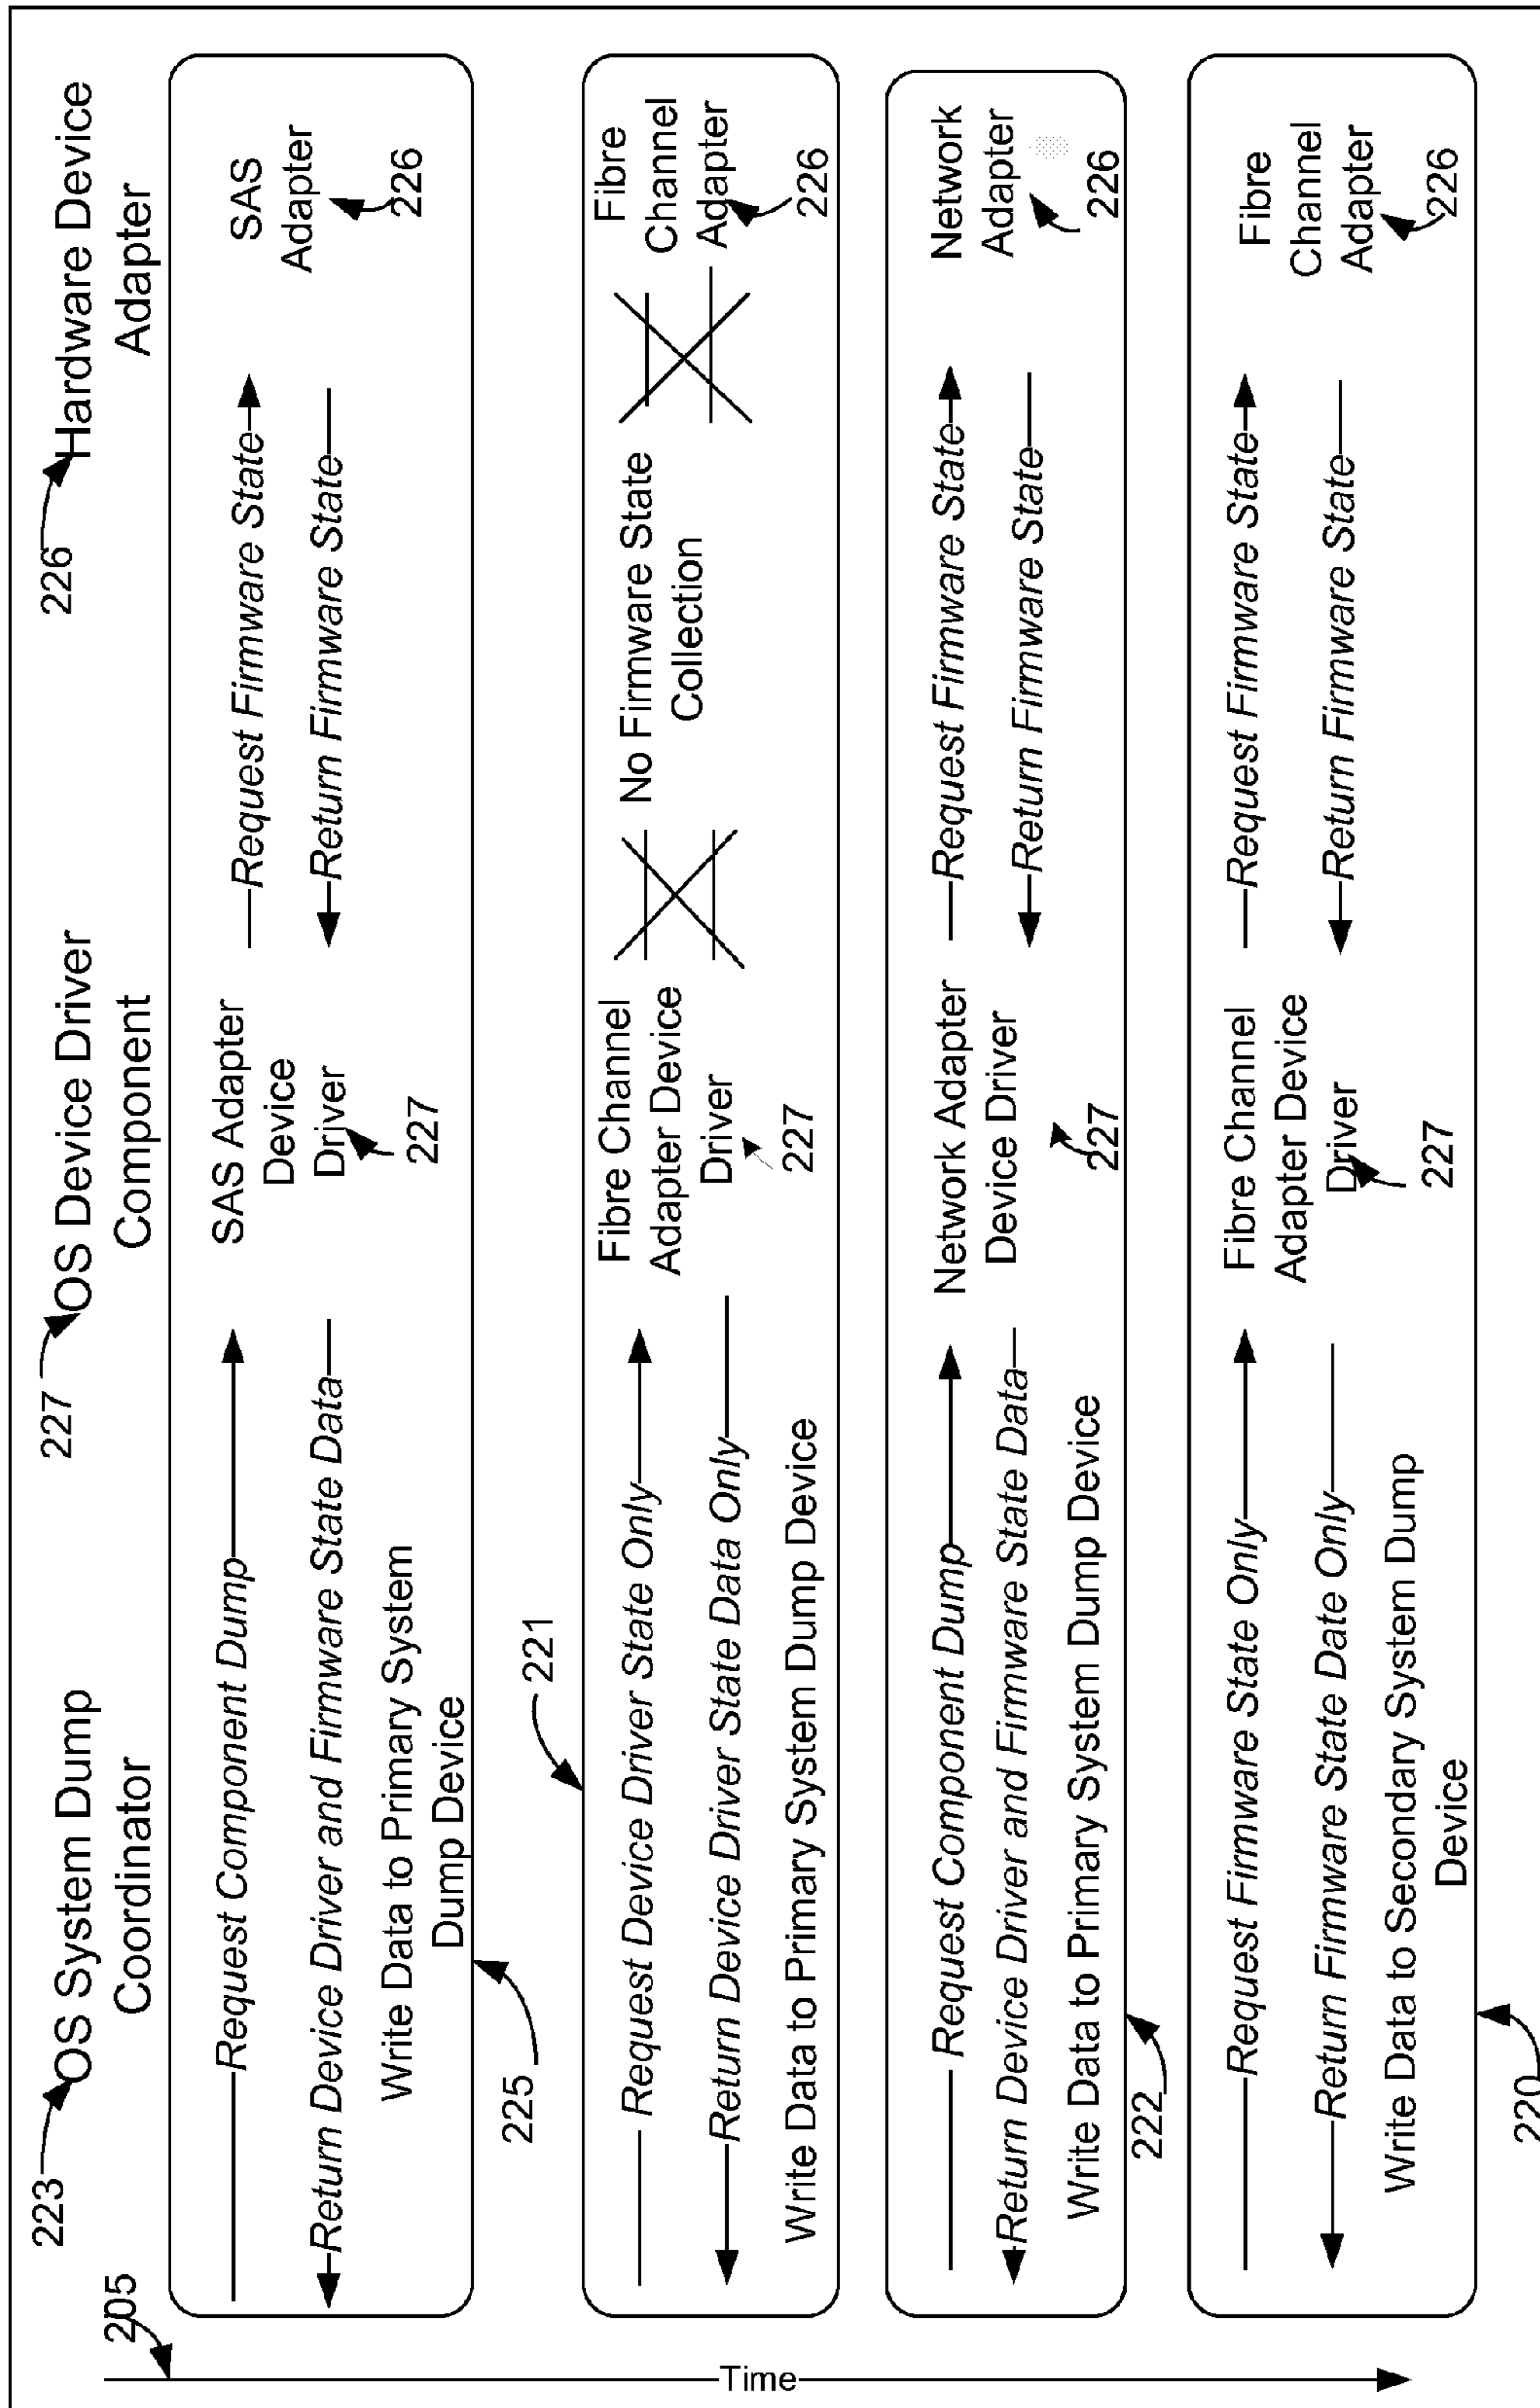 223
OS System Dump
Coordinator
227
OS Device Driver
Component
226
Hardware Device
Adapter
205
Time
Request Component Dump
Return Device Driver and Firmware State Data
Write Data to Primary System
Dump Device
225
SAS Adapter
Device
Driver
227
Request Firmware State
Return Firmware State
SAS
Adapter
226
221
Request Device Driver State Only
Return Device Driver State Data Only
Write Data to Primary System Dump Device
Fibre Channel
Adapter Device
Driver
227
No Firmware State
Collection
Fibre
Channel
Adapter
226
Request Component Dump
Return Device Driver and Firmware State Data
Write Data to Primary System Dump Device
222
Network Adapter
Device Driver
227
Request Firmware State
Return Firmware State
Network
Adapter
226
Request Firmware State Only
Return Firmware State Date Only
Write Data to Secondary System Dump
Device
220
Fibre Channel
Adapter Device
Driver
227
Request Firmware State
Return Firmware State
Fibre
Channel
Adapter
226